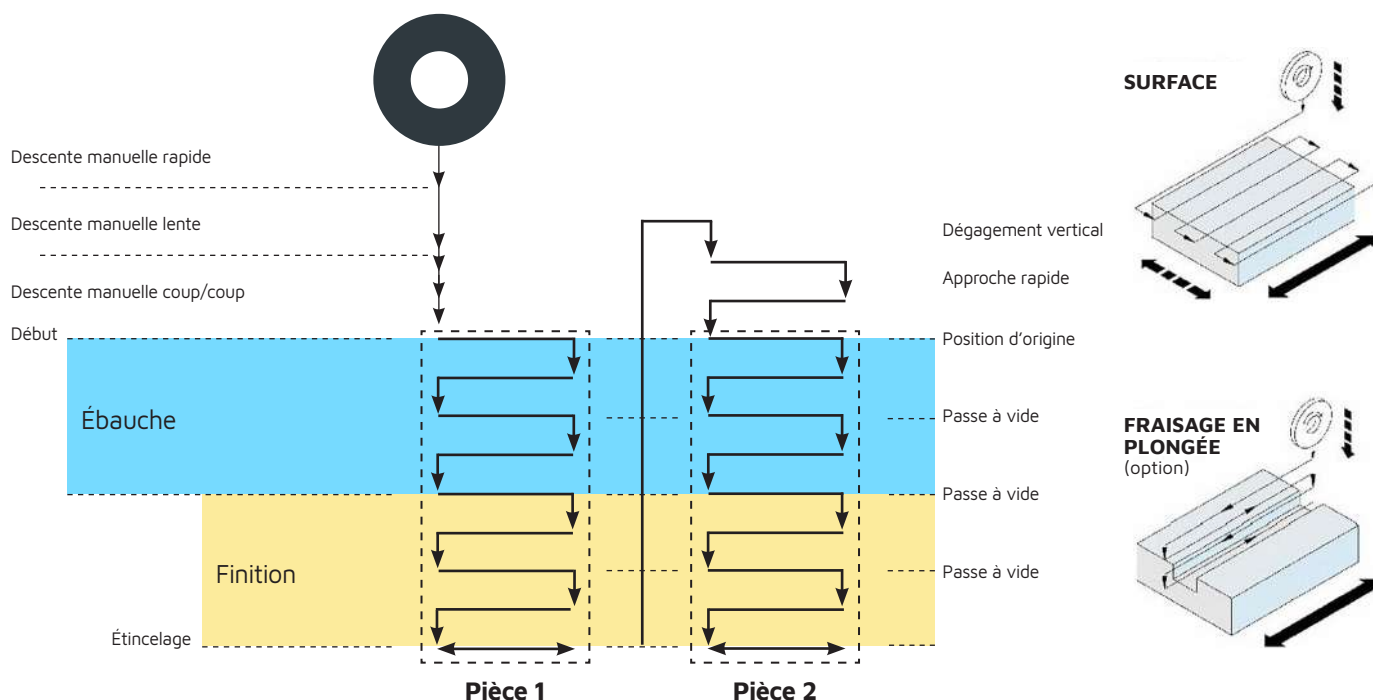 Descente manuelle rapide
Descente manuelle lente
Descente manuelle coup/coup
Début
Ébauche
Finition
Étincelage
Pièce 1
Pièce 2
Dégagement vertical
Approche rapide
Position d'origine
Passe à vide
Passe à vide
Passe à vide
SURFACE
FRAISAGE EN
PLONGÉE
(option)